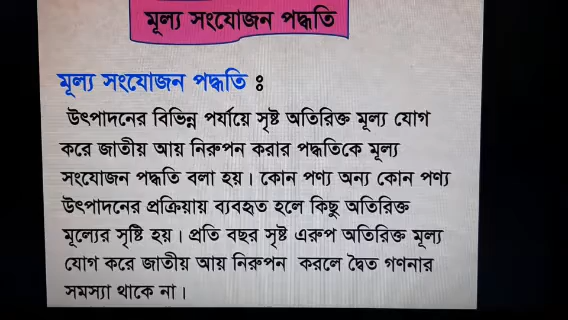 মূল্য সংযোজন পদ্ধতি
মূল্য সংযোজন পদ্ধতি ঃ
উৎপাদনের বিভিন্ন পর্যায়ে সৃষ্ট অতিরিক্ত মূল্য যোগ
করে জাতীয় আয় নিরুপন করার পদ্ধতিকে মূল্য
সংযোজন পদ্ধতি বলা হয়। কোন পণ্য অন্য কোন পণ্য
উৎপাদনের প্রক্রিয়ায় ব্যবহৃত হলে কিছু অতিরিক্ত
মূল্যের সৃষ্টি হয়। প্রতি বছর সৃষ্ট এরুপ অতিরিক্ত মূল্য
যোগ করে জাতীয় আয় নিরুপন করলে দ্বৈত গণনার
সমস্যা থাকে না।